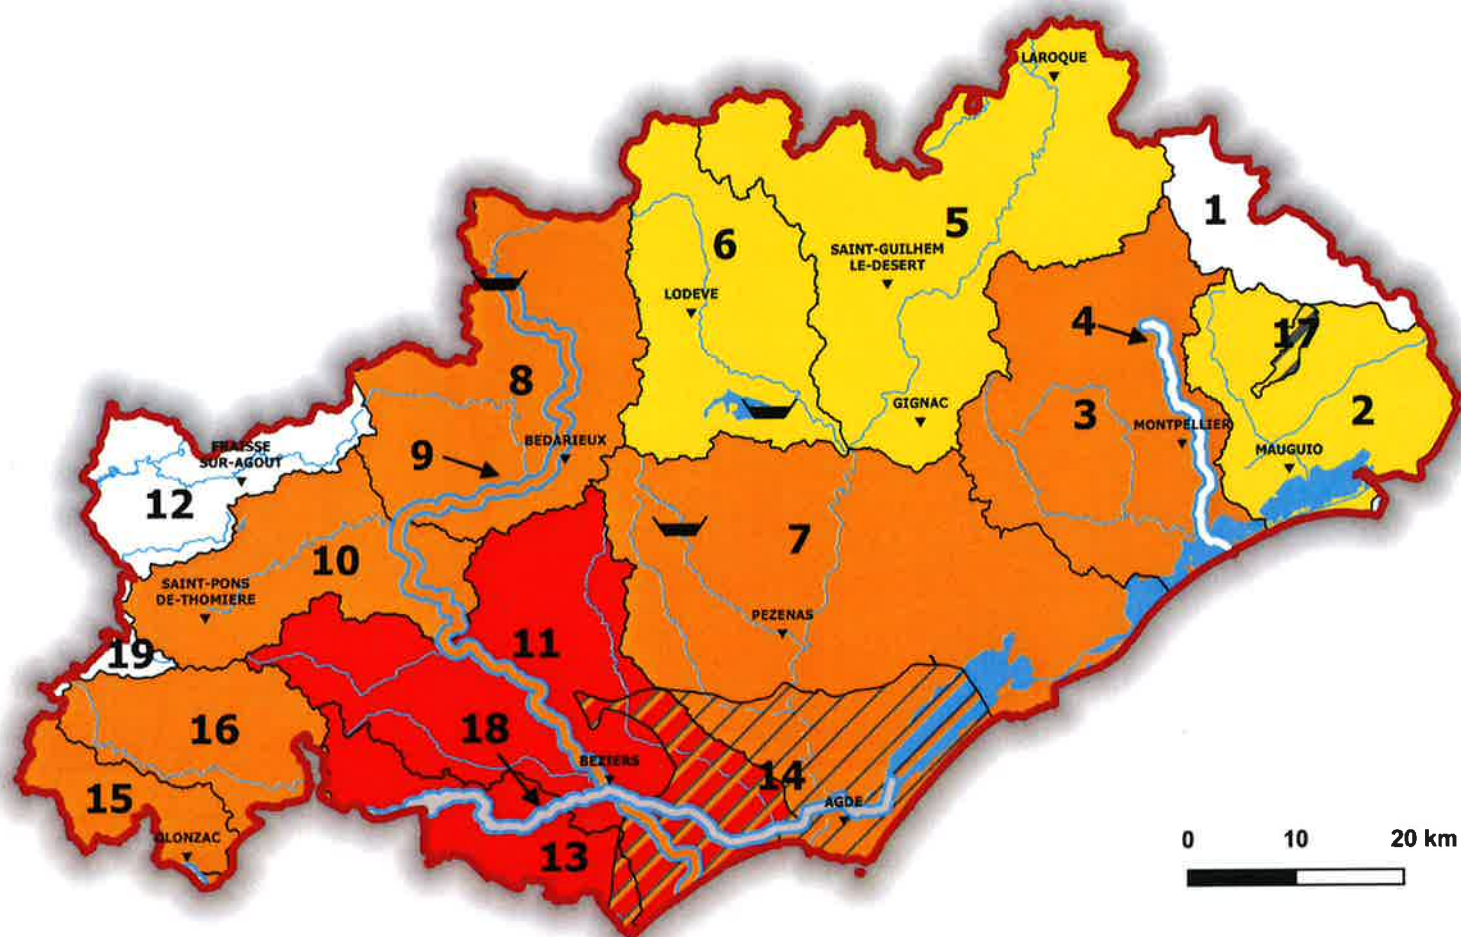 LAROQUE
1
5
6
SAINT-GUILHEM
LE-DESERT
LODEVE
4
17
8
GIGNAC
3
MONTPELLIER
2
BEDARIEUX
9
MAUGUIO
FRAISSE
SUR-AGOUT
12
7
10
SAINT-PONS
DE-THOMIERE
PEZENAS
11
19
16
18
BEZIERS
14
15
AGDE
OLONZAC
13
0 10 20 km